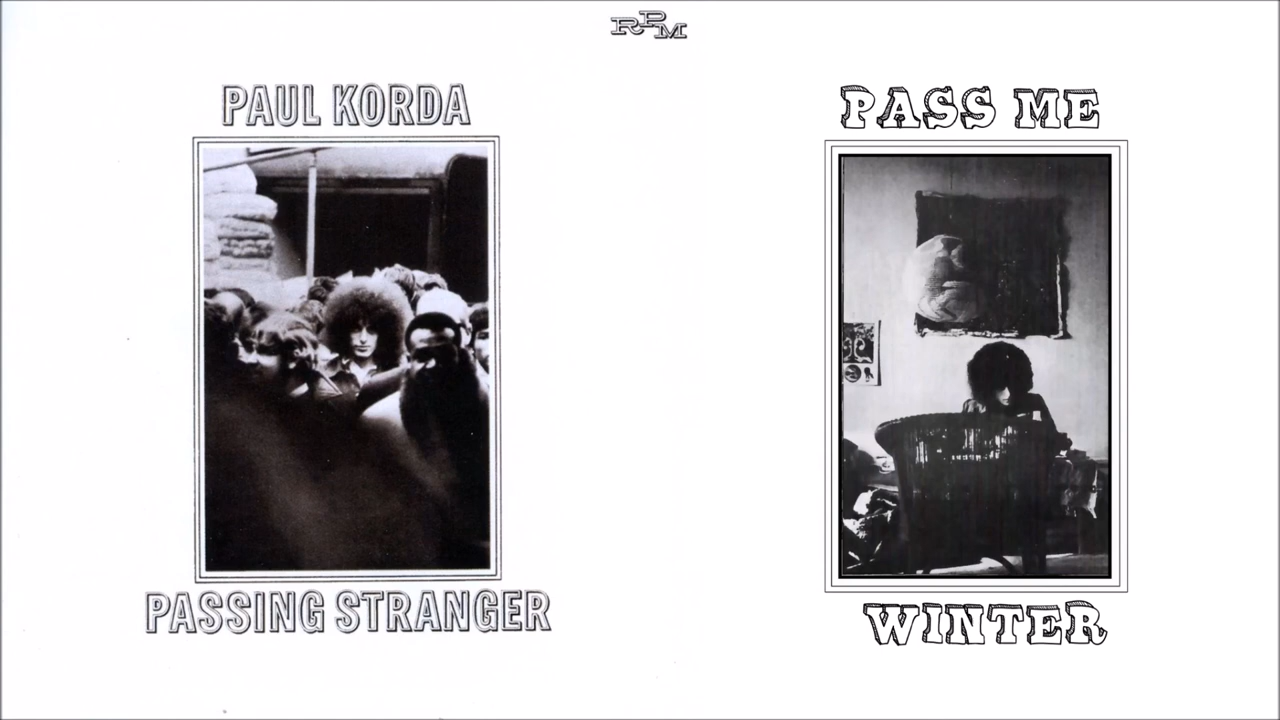 RPM
PAUL KORDA
PASSING STRANGER
PASS ME
WINTER